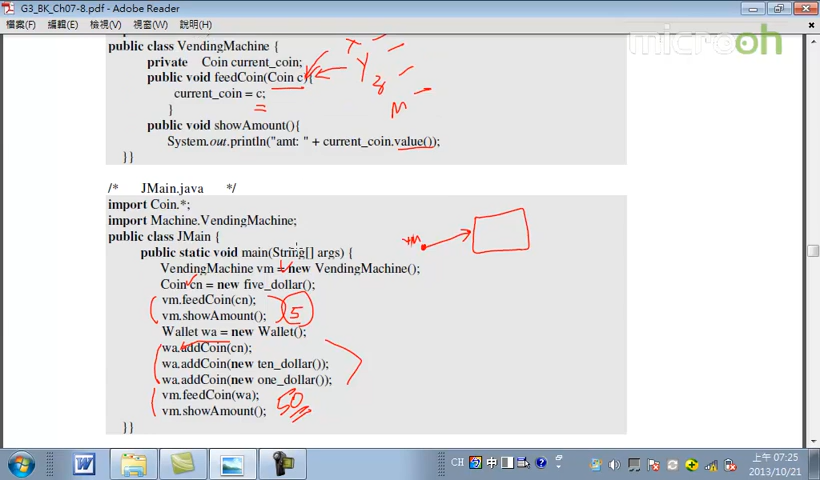 G3_BK_Ch07-8.pdf - Adobe Reader
檔案(F) 編輯(E) 檢視(V) 視窗(W) 說明(H)
microoh
public class VendingMachine {
private Coin current_coin;
public void feedCoin(Coin c){
current_coin = c;
}
public void showAmount(){
System.out.println("amt: " + current_coin.value());
}}
Y
M
/* JMain.java */
import Coin.*;
import Machine.VendingMachine;
public class JMain {
public static void main(String[] args) {
VendingMachine vm = new VendingMachine();
Coin cn = new five_dollar();
vm.feedCoin(cn);
vm.showAmount(); 5
Wallet wa = new Wallet();
wa.addCoin(cn);
wa.addCoin(new ten_dollar());
wa.addCoin(new one_dollar());
vm.feedCoin(wa);
vm.showAmount(); 50
}}
CH 中
上午 07:25
2013/10/21